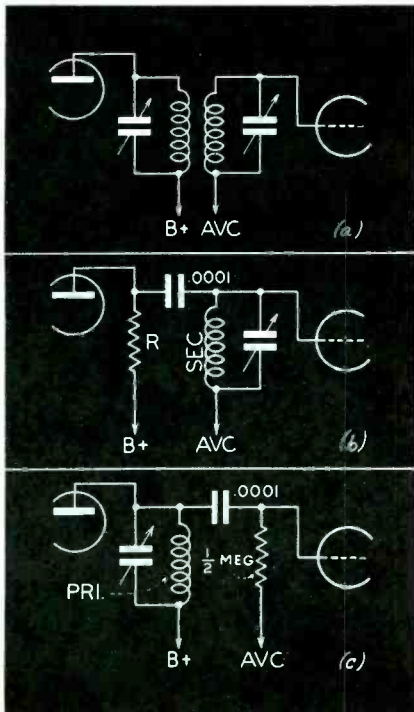 B+ AVC (a)
.0001
R
SEC
B+ AVC (b)
.0001
½ MEG
PRI.
B+ AVC (c)